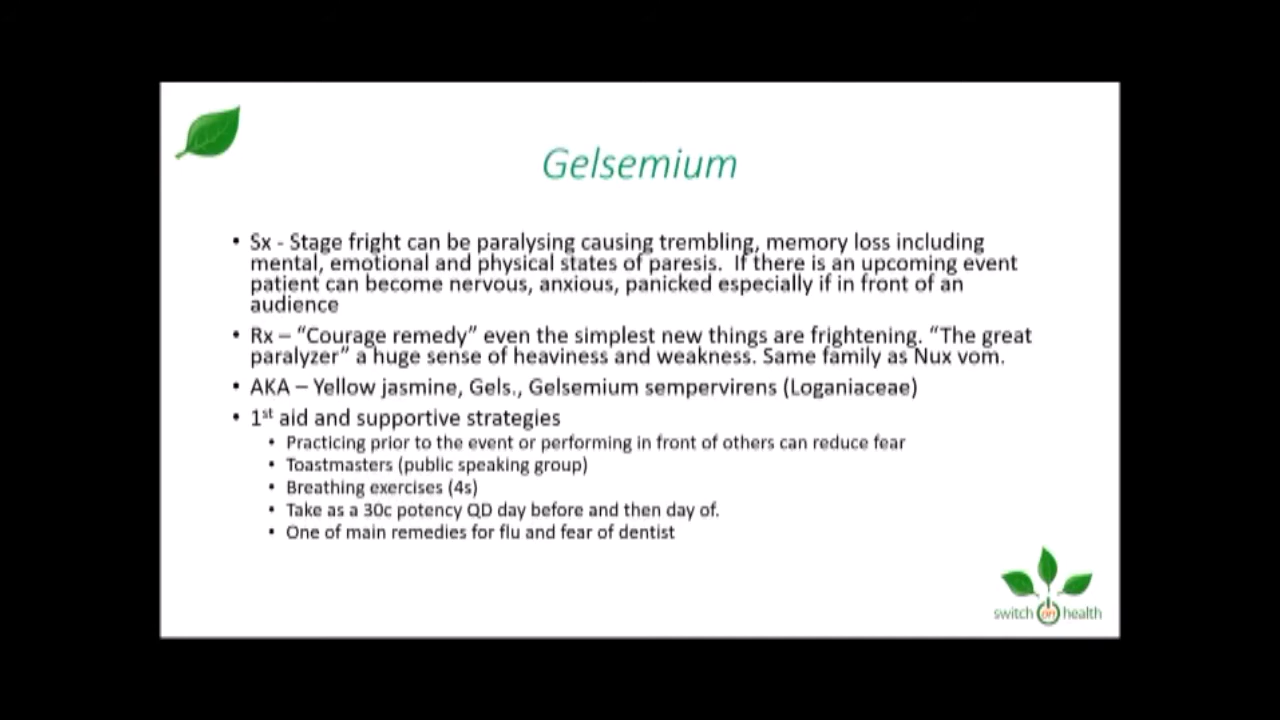 Gelsemium
• Sx - Stage fright can be paralysing causing trembling, memory loss including
mental, emotional and physical states of paresis.  If there is an upcoming event
patient can become nervous, anxious, panicked especially if in front of an
audience
• Rx – “Courage remedy” even the simplest new things are frightening. “The great
paralyzer” a huge sense of heaviness and weakness. Same family as Nux vom.
• AKA – Yellow jasmine, Gels., Gelsemium sempervirens (Loganiaceae)
• 1st aid and supportive strategies
• Practicing prior to the event or performing in front of others can reduce fear
• Toastmasters (public speaking group)
• Breathing exercises (4s)
• Take as a 30c potency QD day before and then day of.
• One of main remedies for flu and fear of dentist
switch on health